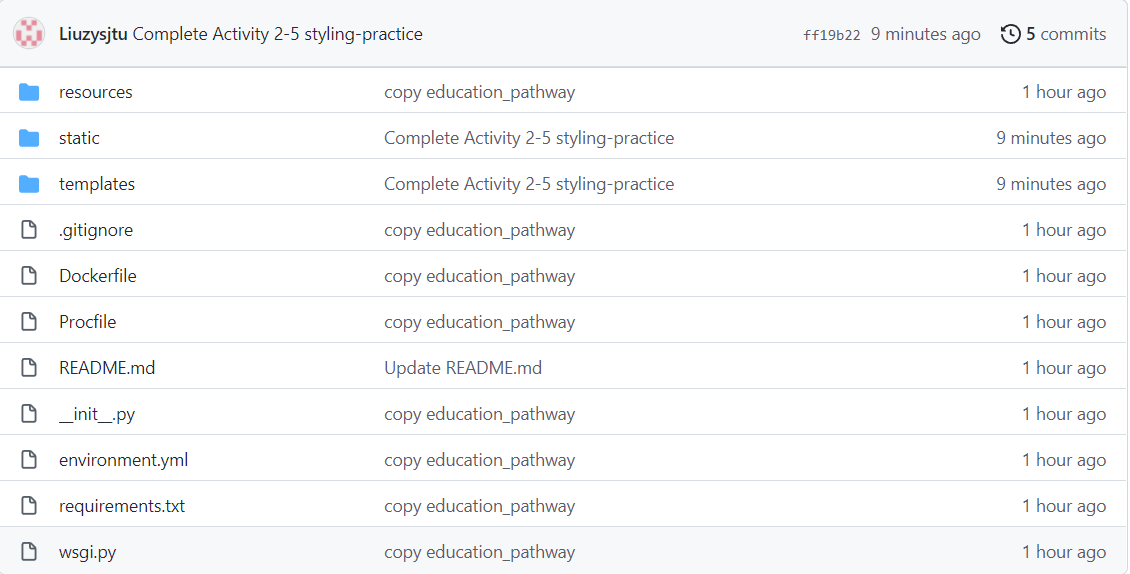 Liuzysjtu Complete Activity 2-5 styling-practice ff19b22 9 minutes ago 5 commits
resources copy education_pathway 1 hour ago
static Complete Activity 2-5 styling-practice 9 minutes ago
templates Complete Activity 2-5 styling-practice 9 minutes ago
.gitignore copy education_pathway 1 hour ago
Dockerfile copy education_pathway 1 hour ago
Procfile copy education_pathway 1 hour ago
README.md Update README.md 1 hour ago
__init__.py copy education_pathway 1 hour ago
environment.yml copy education_pathway 1 hour ago
requirements.txt copy education_pathway 1 hour ago
wsgi.py copy education_pathway 1 hour ago